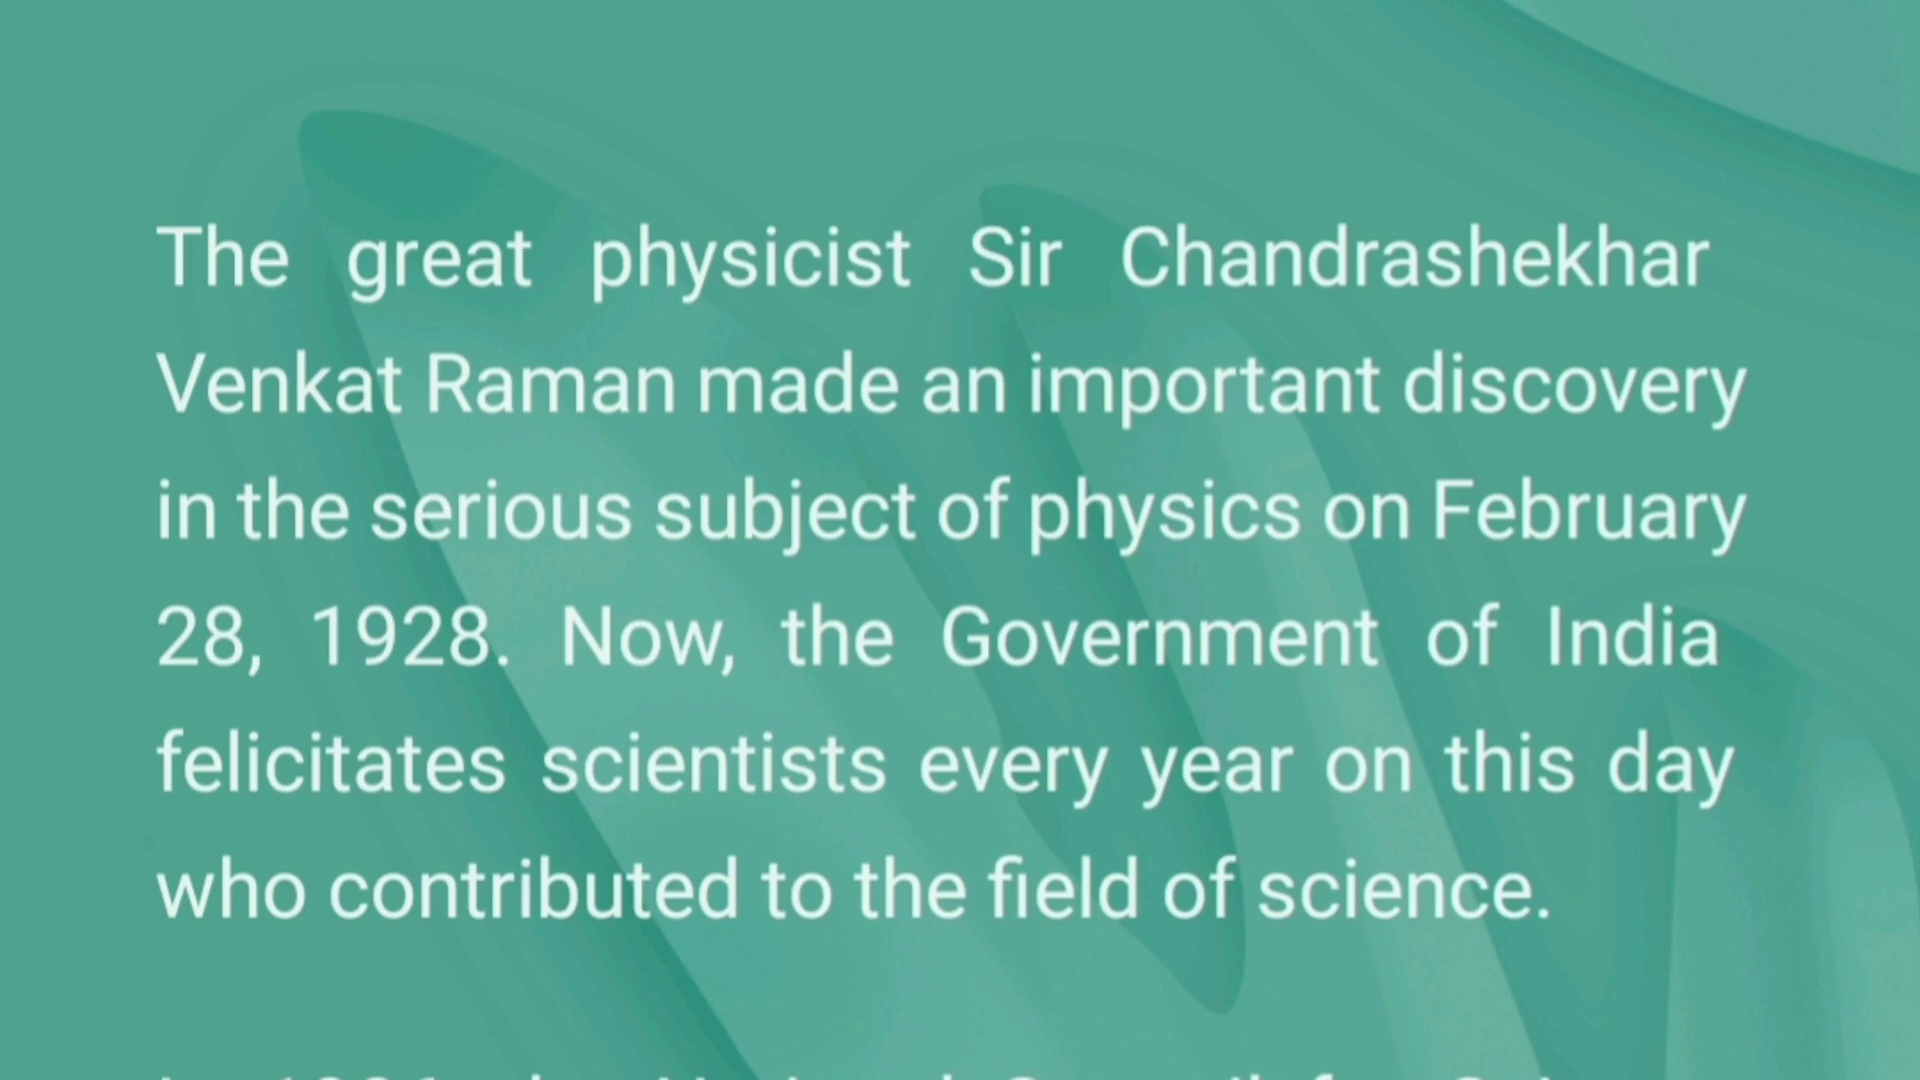 The great physicist Sir Chandrashekhar
Venkat Raman made an important discovery
in the serious subject of physics on February
28, 1928. Now, the Government of India
felicitates scientists every year on this day
who contributed to the field of science.